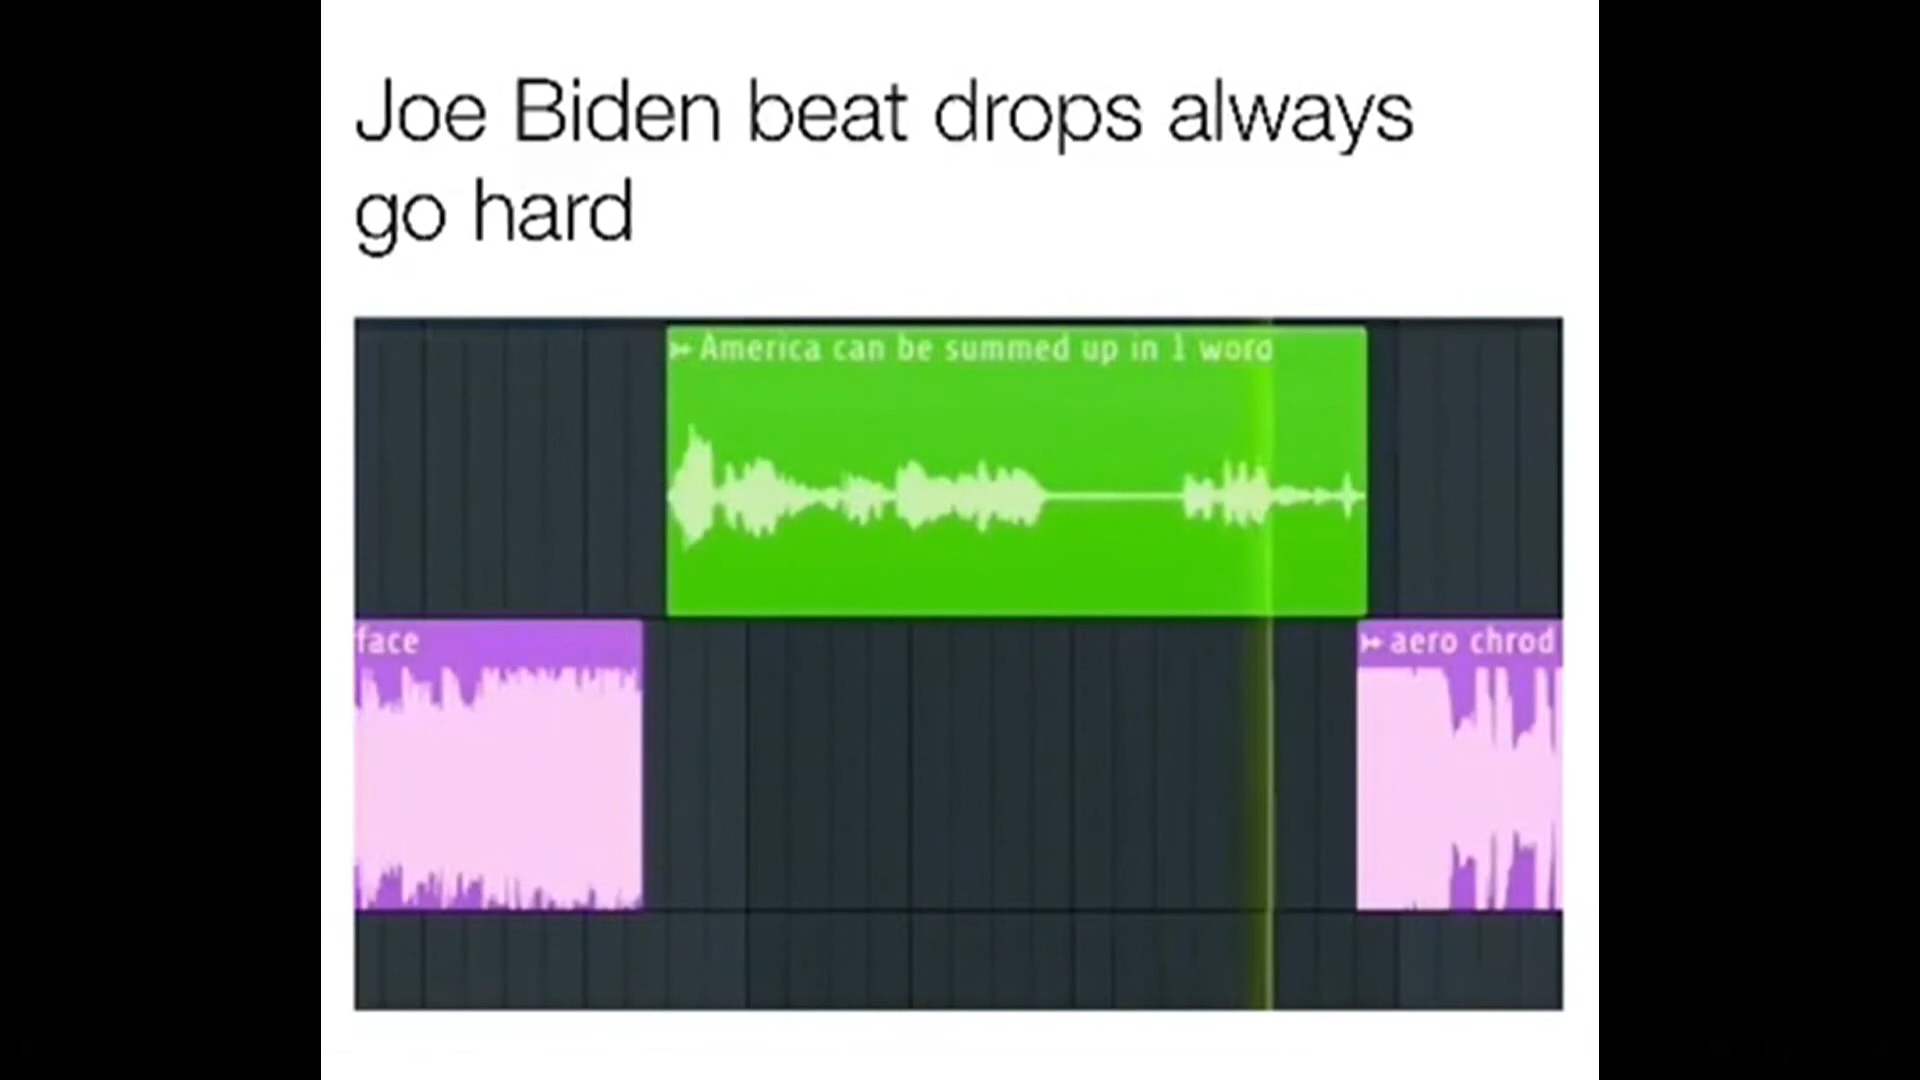 Joe Biden beat drops always
go hard
America can be summed up in 1 word
face
aero chrod